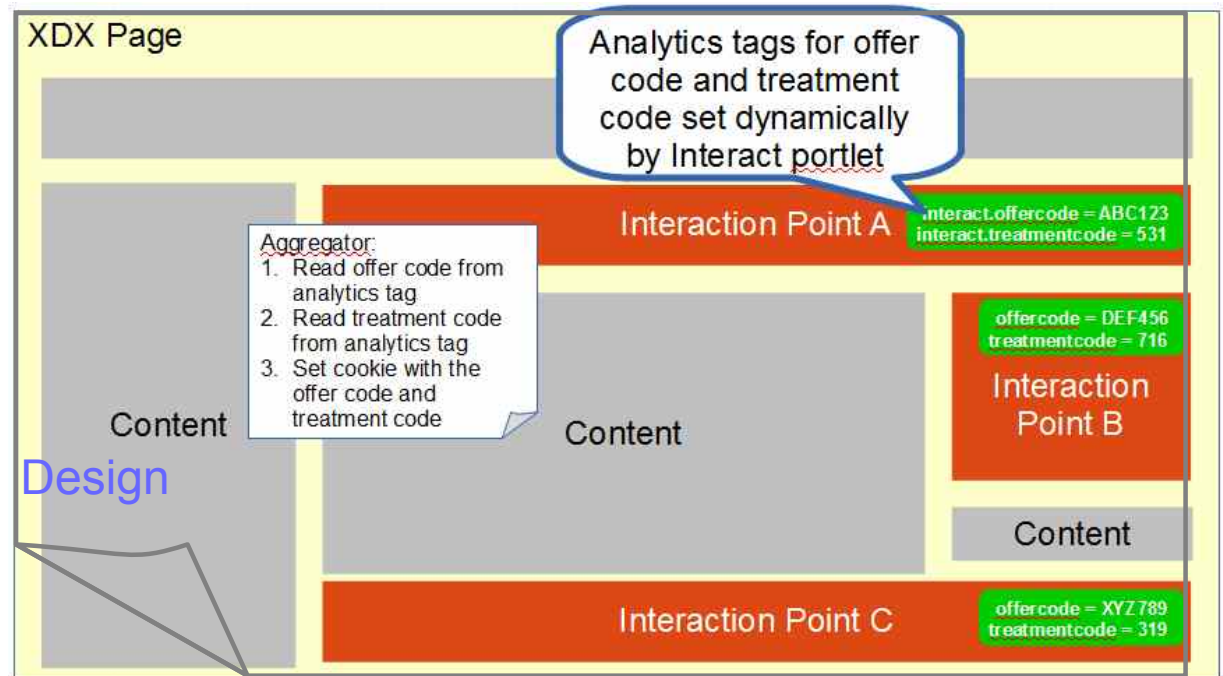 XDX Page
Analytics tags for offer
code and treatment
code set dynamically
by Interact portlet
Interaction Point A
interact.offercode = ABC123
interact.treatmentcode = 531
Aggregator:
1. Read offer code from
analytics tag
2. Read treatment code
from analytics tag
3. Set cookie with the
offer code and
treatment code
offercode = DEF456
treatmentcode = 716
Interaction
Point B
Content
Content
Design
Content
Interaction Point C
offercode = XYZ789
treatmentcode = 319